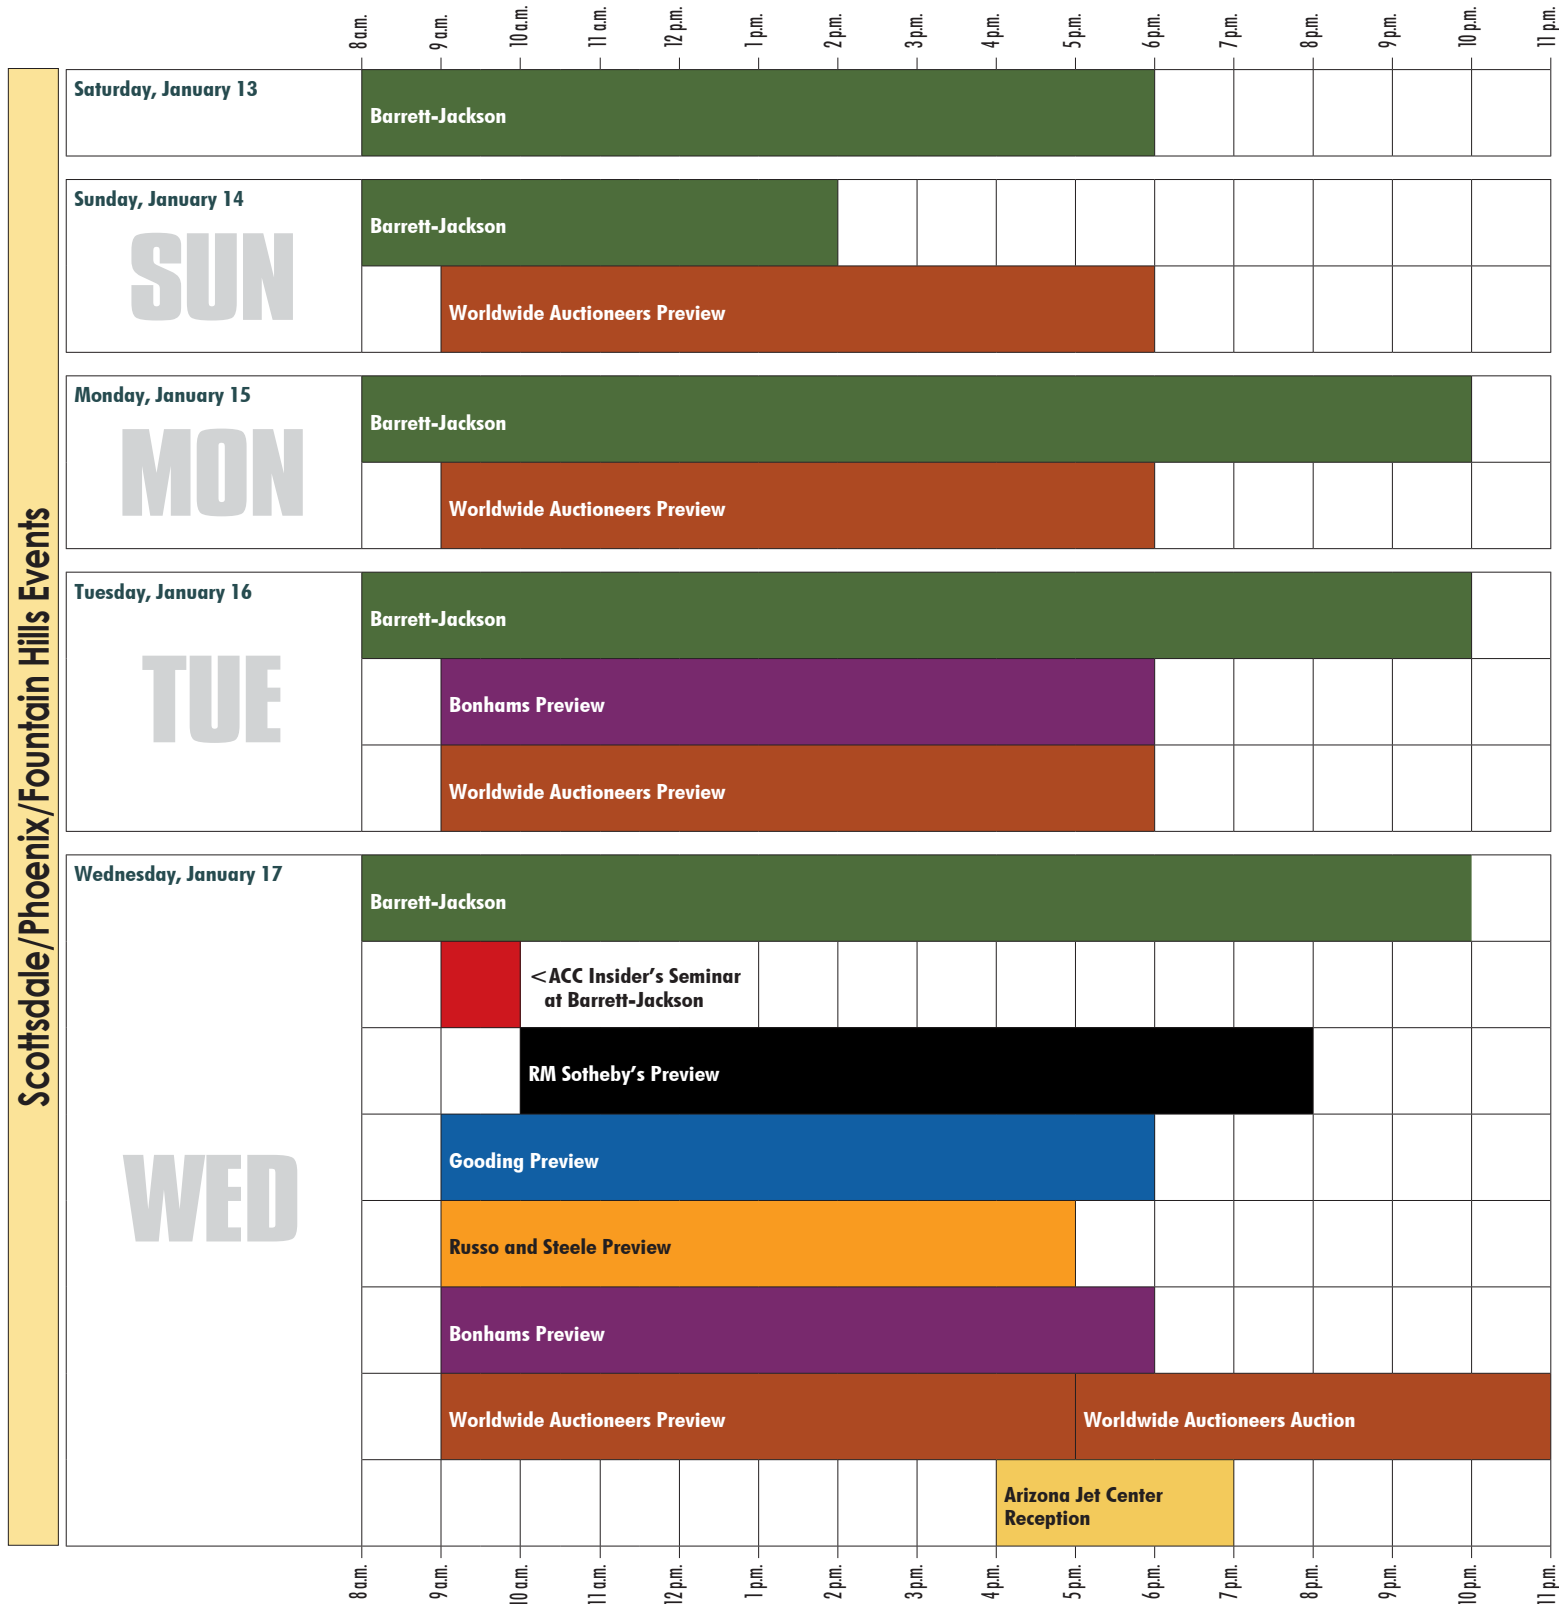 8 a.m.
9 a.m.
10 a.m.
11 a.m.
12 p.m.
1 p.m.
2 p.m.
3 p.m.
4 p.m.
5 p.m.
6 p.m.
7 p.m.
8 p.m.
9 p.m.
10 p.m.
11 p.m.
Scottsdale/Phoenix/Fountain Hills Events
Saturday, January 13
Barrett-Jackson
Sunday, January 14
SUN
Barrett-Jackson
Worldwide Auctioneers Preview
Monday, January 15
MON
Barrett-Jackson
Worldwide Auctioneers Preview
Tuesday, January 16
TUE
Barrett-Jackson
Bonhams Preview
Worldwide Auctioneers Preview
Wednesday, January 17
WED
Barrett-Jackson
<ACC Insider’s Seminar
at Barrett-Jackson
RM Sotheby’s Preview
Gooding Preview
Russo and Steele Preview
Bonhams Preview
Worldwide Auctioneers Preview
Worldwide Auctioneers Auction
Arizona Jet Center
Reception
8 a.m.
9 a.m.
10 a.m.
11 a.m.
12 p.m.
1 p.m.
2 p.m.
3 p.m.
4 p.m.
5 p.m.
6 p.m.
7 p.m.
8 p.m.
9 p.m.
10 p.m.
11 p.m.